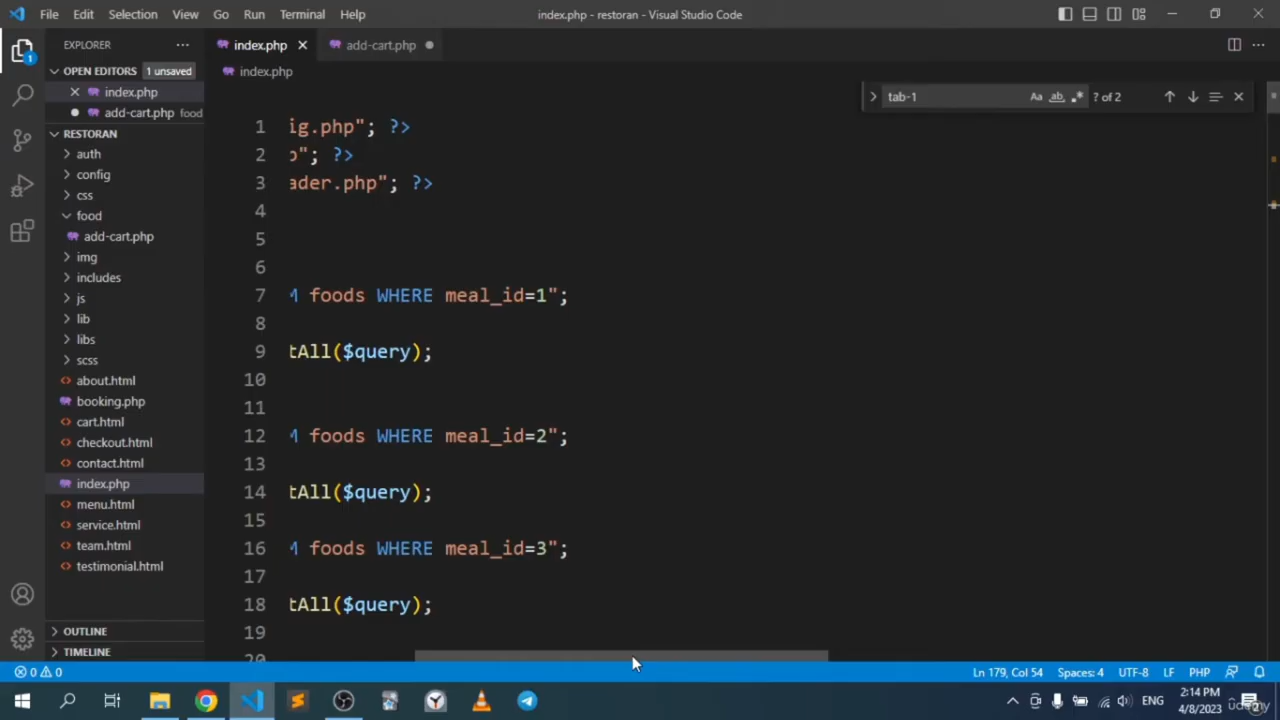 File Edit Selection View Go Run Terminal Help index.php - restoran - Visual Studio Code
EXPLORER
OPEN EDITORS 1 unsaved
index.php
add-cart.php food
RESTORAN
auth
config
css
food
add-cart.php
img
includes
js
lib
libs
scss
about.html
booking.php
cart.html
checkout.html
contact.html
index.php
menu.html
service.html
team.html
testimonial.html
OUTLINE
TIMELINE
index.php add-cart.php
index.php
tab-1 Aa ab .* ? of 2
1 ig.php"; ?>
2 p"; ?>
3 ader.php"; ?>
4
5
6
7 M foods WHERE meal_id=1";
8
9 tAll($query);
10
11
12 M foods WHERE meal_id=2";
13
14 tAll($query);
15
16 M foods WHERE meal_id=3";
17
18 tAll($query);
19
20
0 0 Ln 179, Col 54 Spaces: 4 UTF-8 LF PHP
ENG 2:14 PM
4/8/2023
udemy